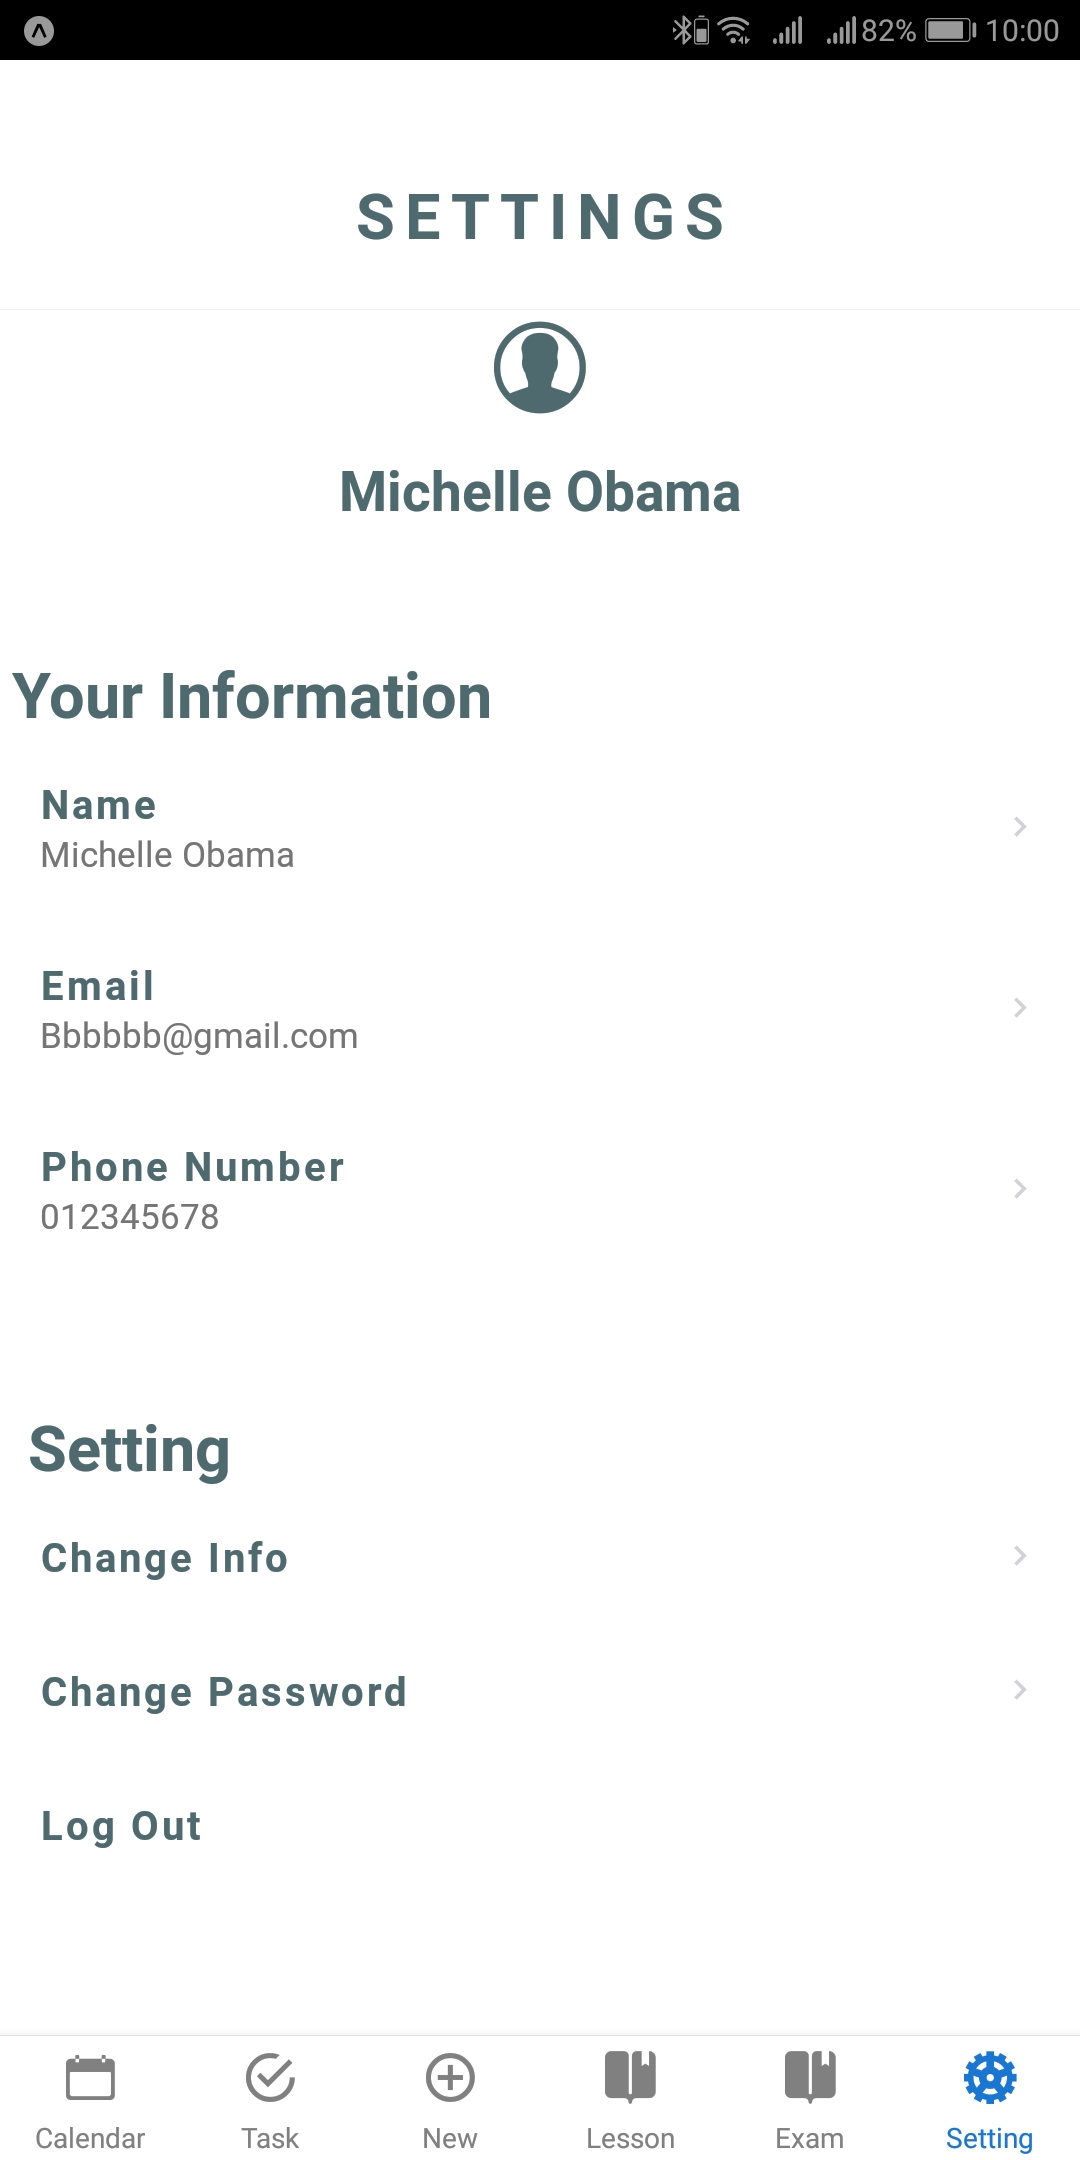 82% 10:00
SETTINGS
Michelle Obama
Your Information
Name
Michelle Obama
Email
Bbbbbb@gmail.com
Phone Number
012345678
Setting
Change Info
Change Password
Log Out
Calendar Task New Lesson Exam Setting